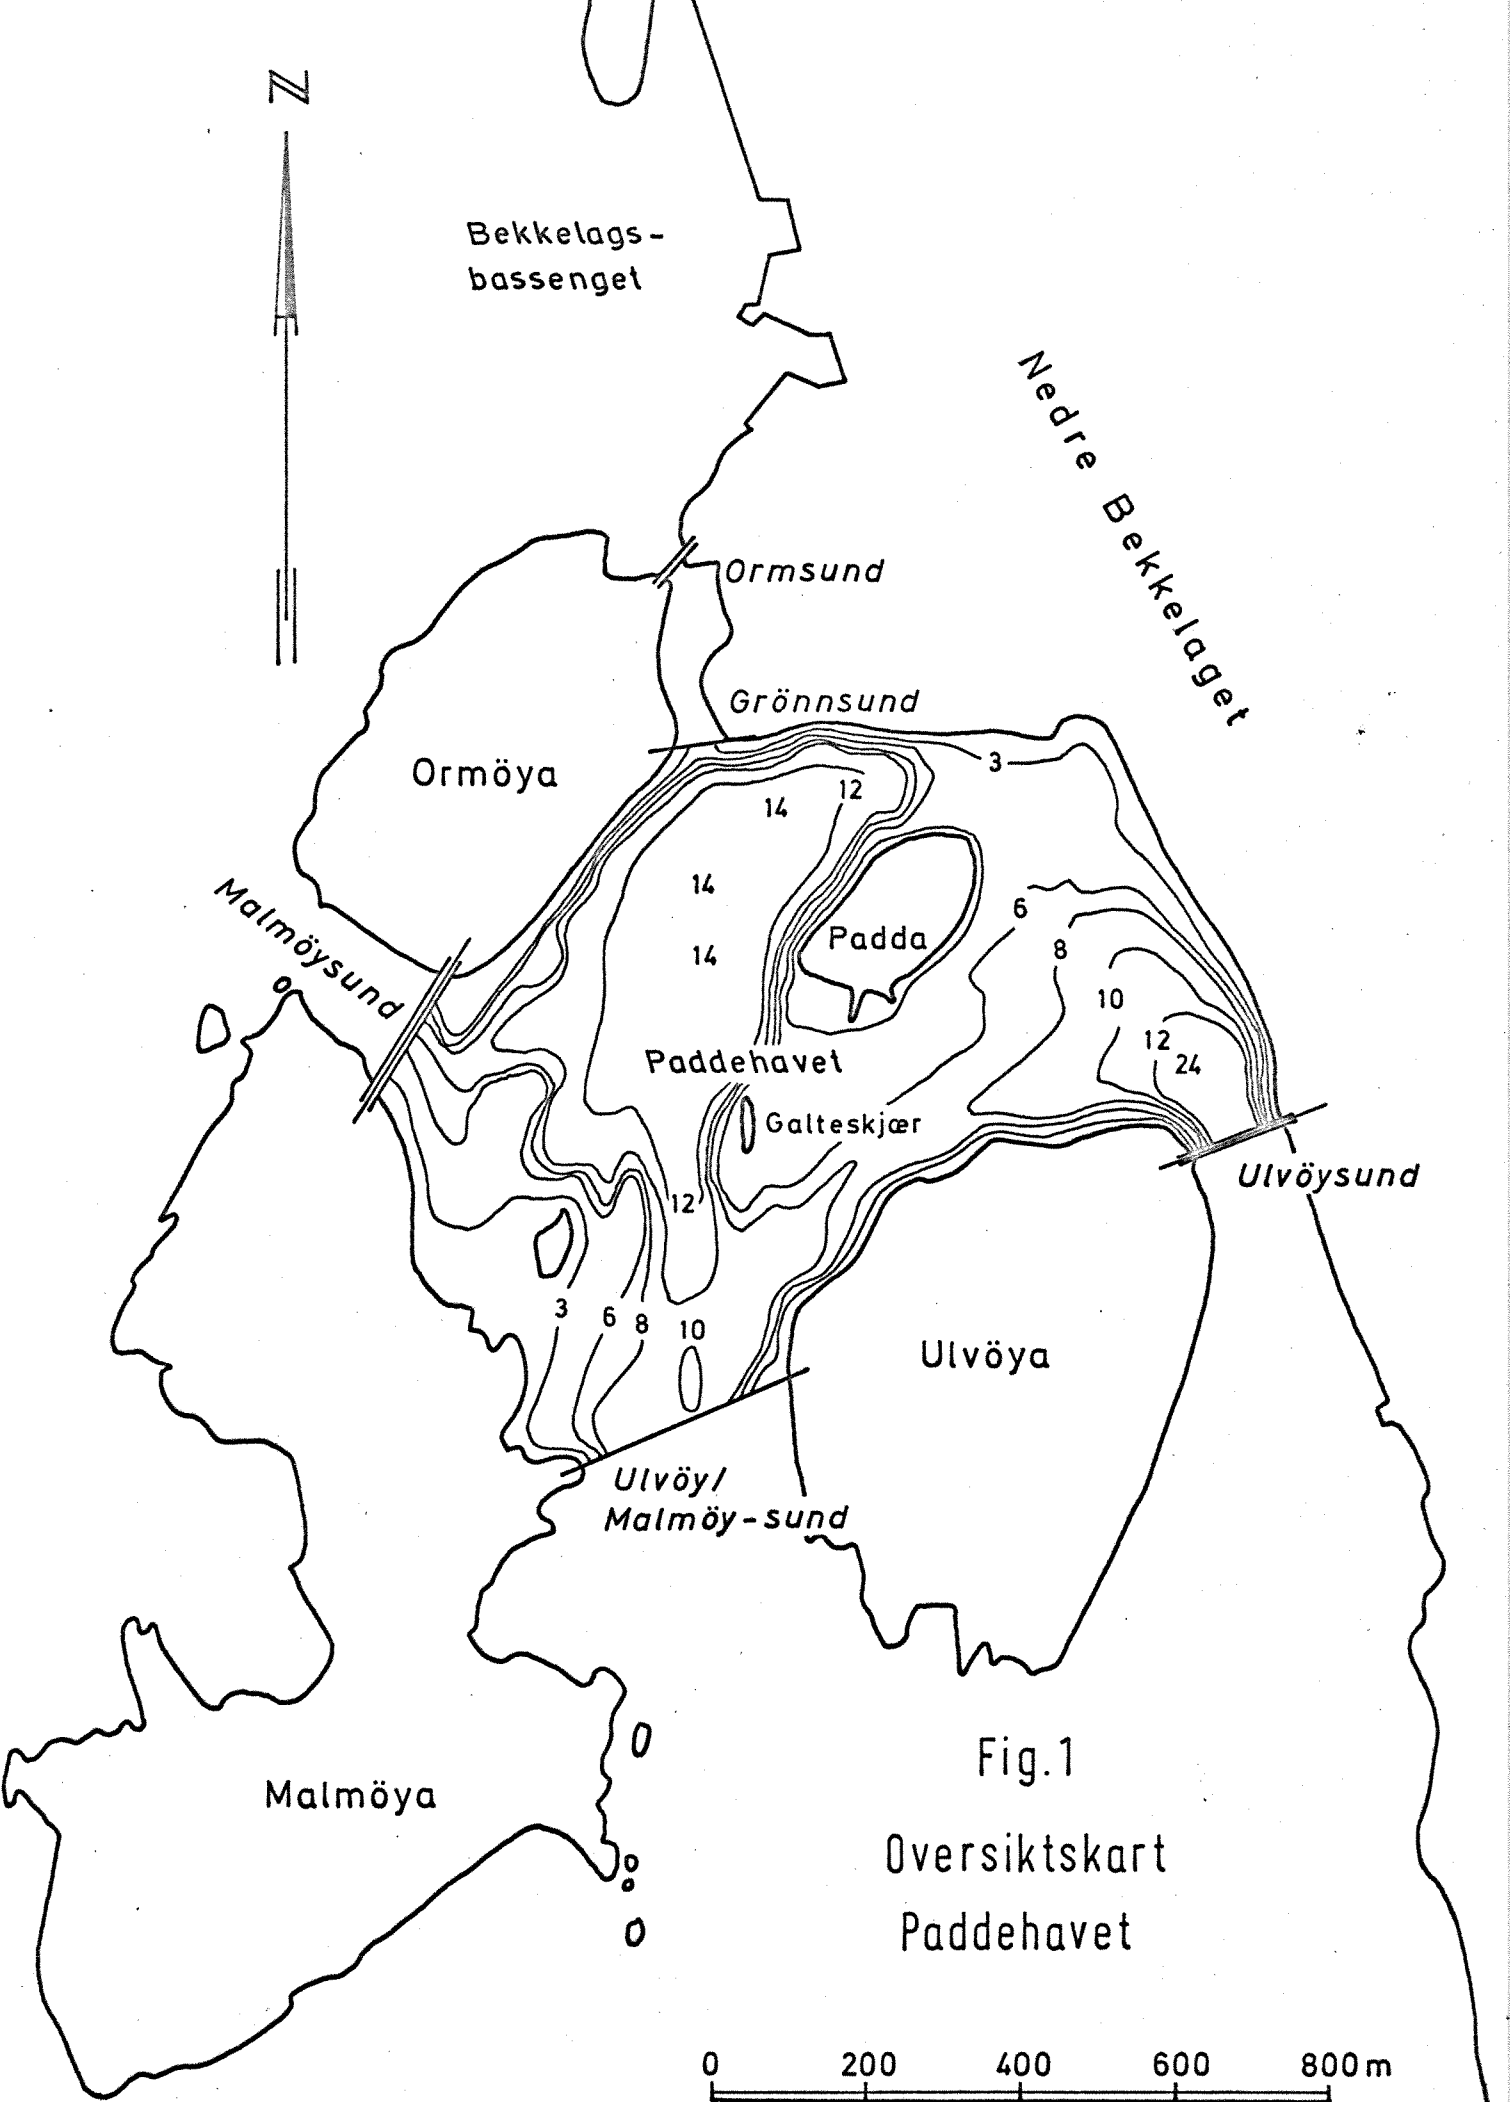 N
Bekkelags-
bassenget
Nedre Bekkelaget
Ormsund
Grönnsund
3
Ormöya
12
14
14
Malmöysund
6
Padda
8
14
10
12
24
Paddehavet
Galteskjær
Ulvöysund
12
3
6
8
10
Ulvöya
Ulvöy/
Malmöy-sund
Fig.1
Malmöya
Oversiktskart
Paddehavet
0 200 400 600 800 m